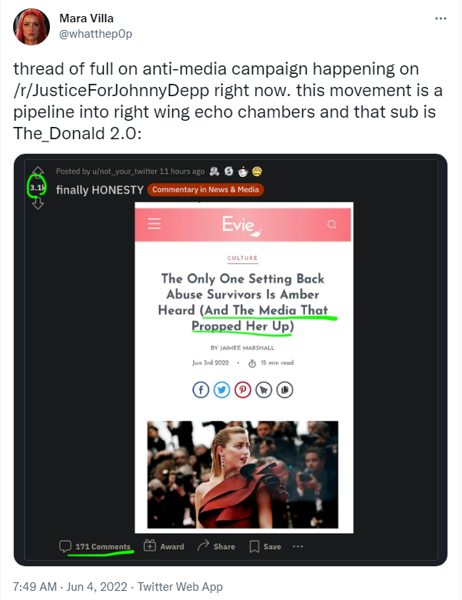 Mara Villa
@whatthep0p
thread of full on anti-media campaign happening on
/r/JusticeForJohnnyDepp right now. this movement is a
pipeline into right wing echo chambers and that sub is
The_Donald 2.0:
Posted by u/not_your_twitter 11 hours ago
3.1k
finally HONESTY Commentary in News & Media
Evie
CULTURE
The Only One Setting Back
Abuse Survivors Is Amber
Heard (And The Media That
Propped Her Up)
BY JAIMEE MARSHALL
Jun 3rd 2022 · 15 min read
171 Comments Award Share Save
7:49 AM · Jun 4, 2022 · Twitter Web App